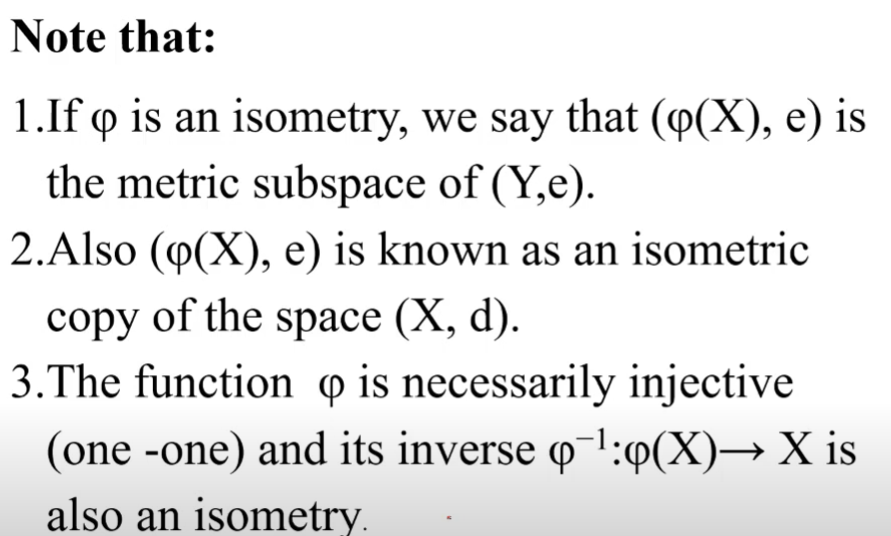 Note that:
1.If φ is an isometry, we say that (φ(X), e) is
the metric subspace of (Y,e).
2.Also (φ(X), e) is known as an isometric
copy of the space (X, d).
3.The function φ is necessarily injective
(one -one) and its inverse φ⁻¹:φ(X)→ X is
also an isometry.